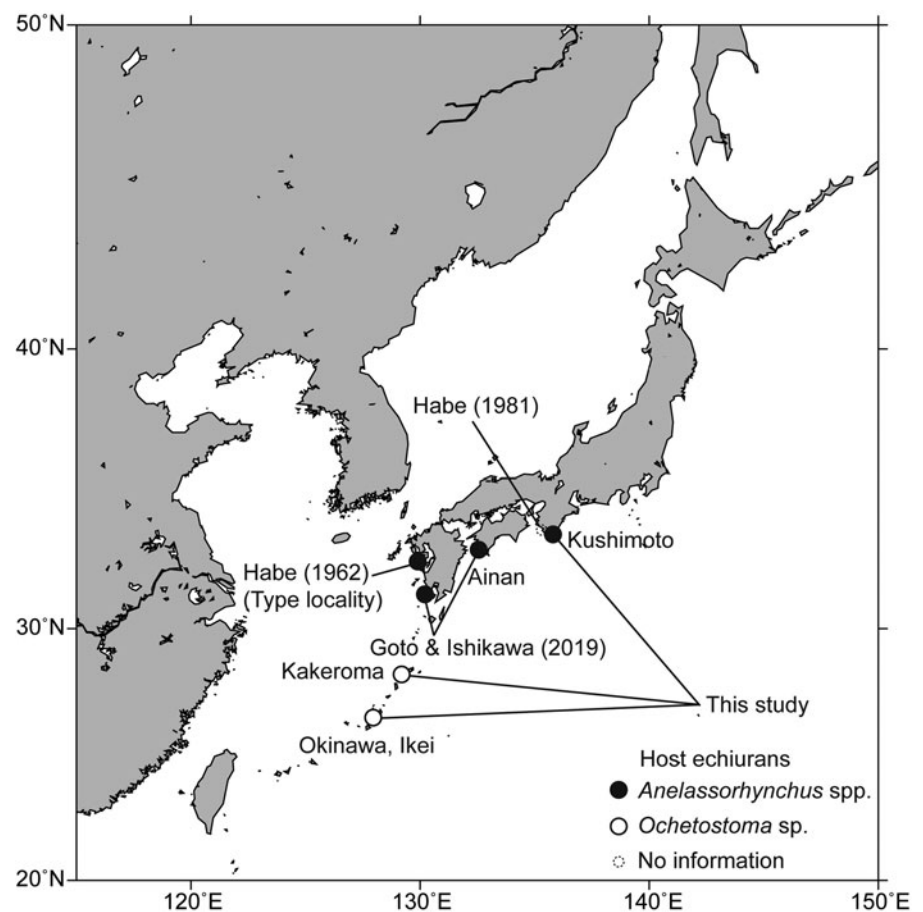 50˚N
40˚N
Habe (1981)
Kushimoto
Habe (1962)
(Type locality)
Ainan
30˚N
Goto & Ishikawa (2019)
Kakeroma
This study
Okinawa, Ikei
Host echiurans
Anelassorhynchus spp.
Ochetostoma sp.
No information
20˚N
120˚E
130˚E
140˚E
150˚E